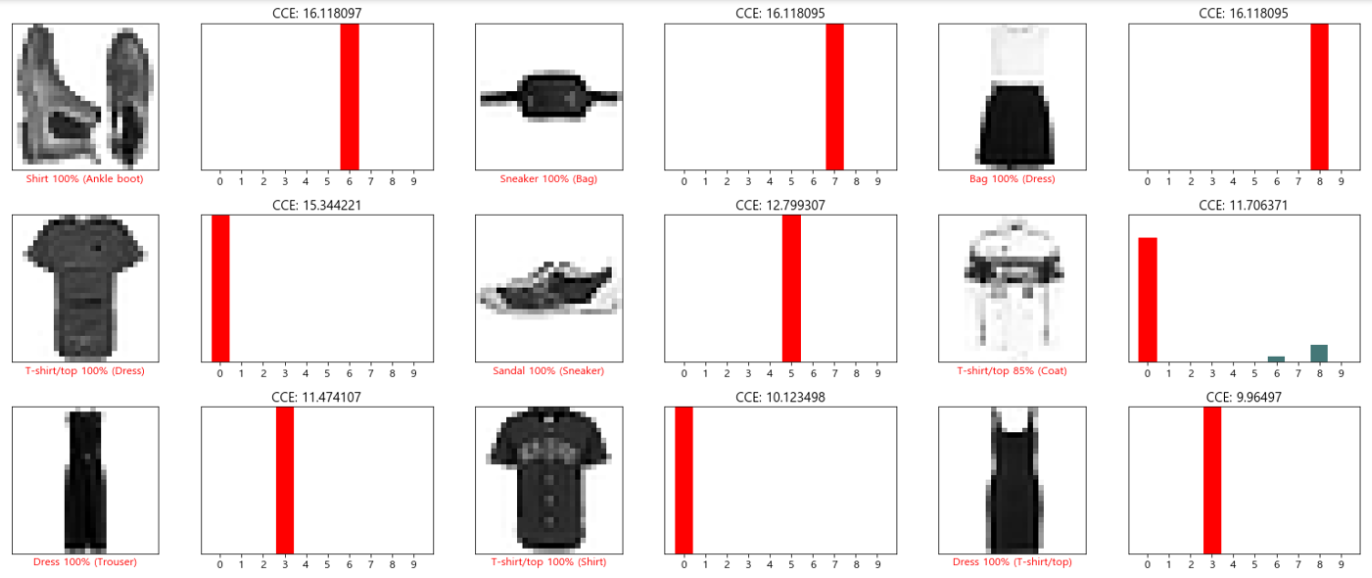 CCE: 16.118097
CCE: 16.118095
CCE: 16.118095
0 1 2 3 4 5 6 7 8 9
0 1 2 3 4 5 6 7 8 9
0 1 2 3 4 5 6 7 8 9
Shirt 100% (Ankle boot)
Sneaker 100% (Bag)
Bag 100% (Dress)
CCE: 15.344221
CCE: 12.799307
CCE: 11.706371
0 1 2 3 4 5 6 7 8 9
0 1 2 3 4 5 6 7 8 9
0 1 2 3 4 5 6 7 8 9
T-shirt/top 100% (Dress)
Sandal 100% (Sneaker)
T-shirt/top 85% (Coat)
CCE: 11.474107
CCE: 10.123498
CCE: 9.96497
0 1 2 3 4 5 6 7 8 9
0 1 2 3 4 5 6 7 8 9
0 1 2 3 4 5 6 7 8 9
Dress 100% (Trouser)
T-shirt/top 100% (Shirt)
Dress 100% (T-shirt/top)